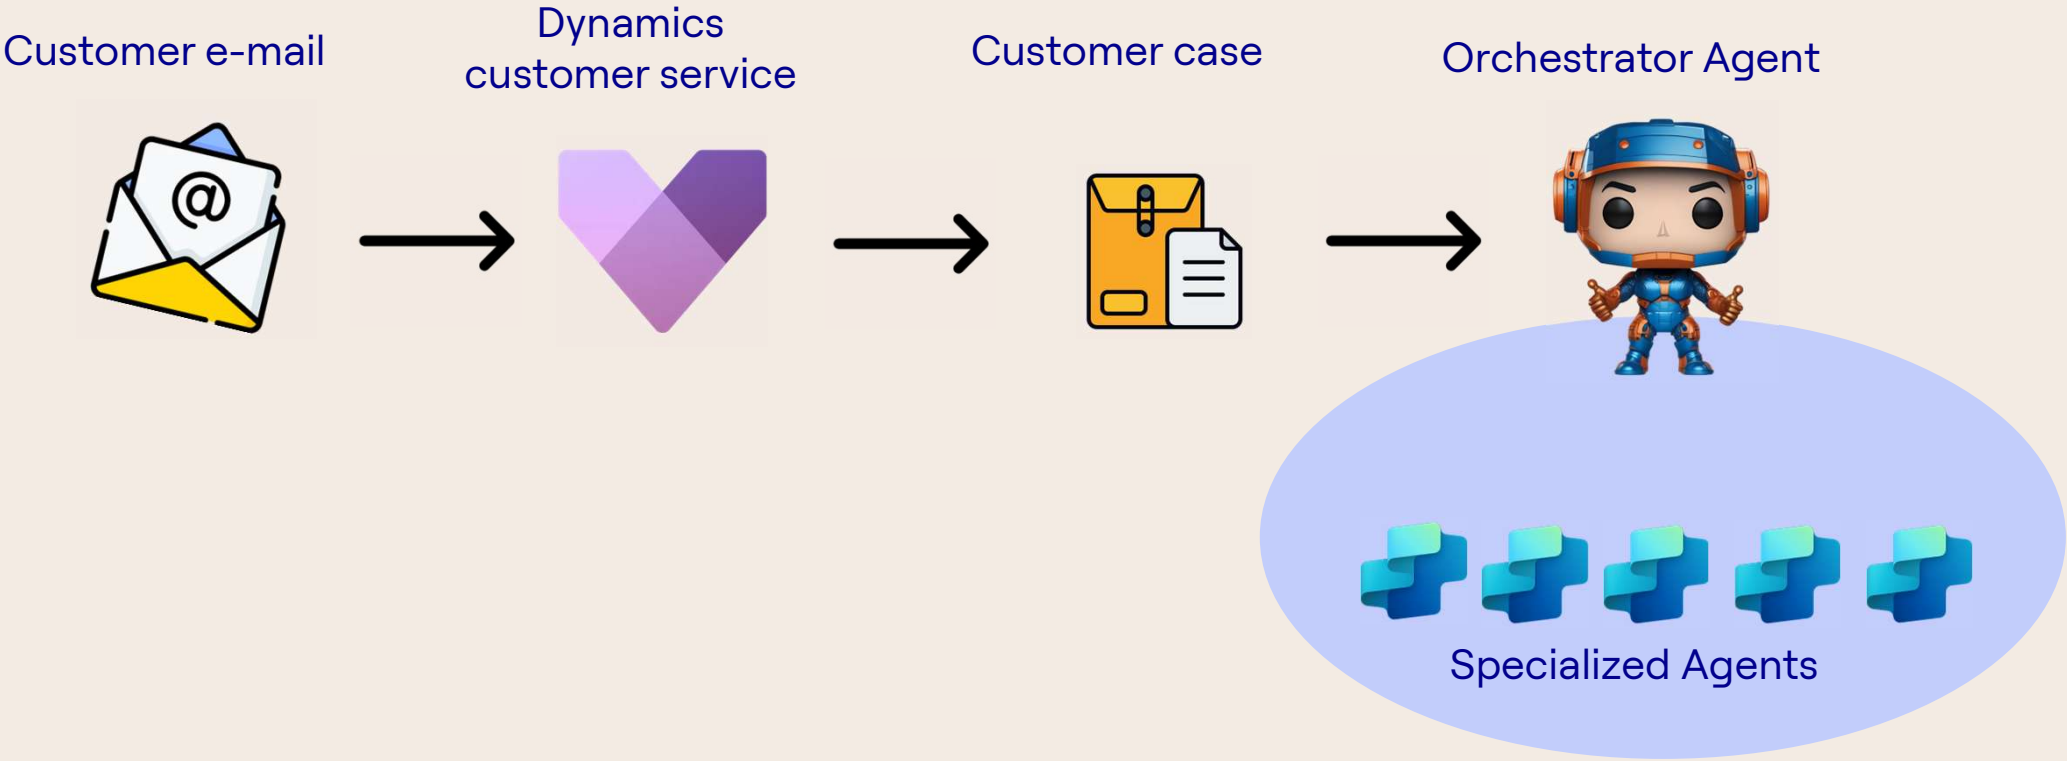 Customer e-mail
Dynamics
customer service
Customer case
Orchestrator Agent
@
Specialized Agents